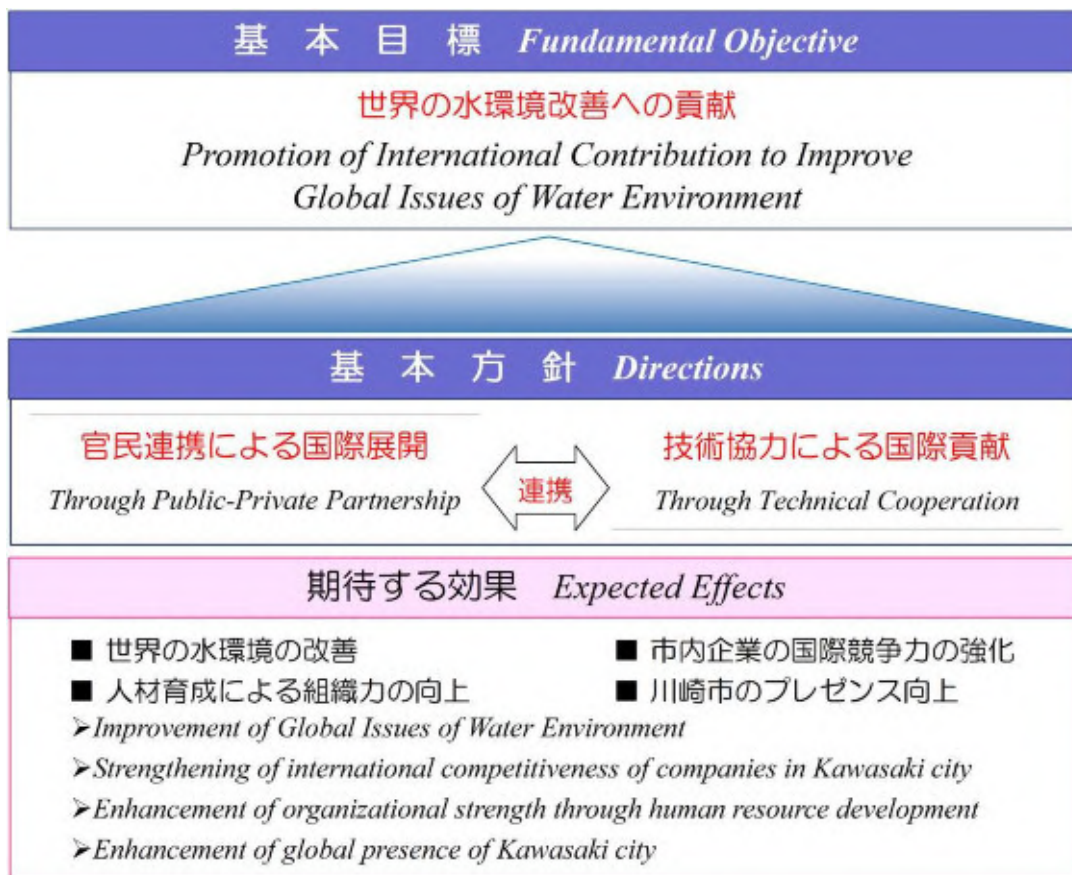 基本目標 Fundamental Objective
世界の水環境改善への貢献
Promotion of International Contribution to Improve
Global Issues of Water Environment
基本方針 Directions
官民連携による国際展開
Through Public-Private Partnership
連携
技術協力による国際貢献
Through Technical Cooperation
期待する効果 Expected Effects
■ 世界の水環境の改善
■ 市内企業の国際競争力の強化
■ 人材育成による組織力の向上
■ 川崎市のプレゼンス向上
➢Improvement of Global Issues of Water Environment
➢Strengthening of international competitiveness of companies in Kawasaki city
➢Enhancement of organizational strength through human resource development
➢Enhancement of global presence of Kawasaki city